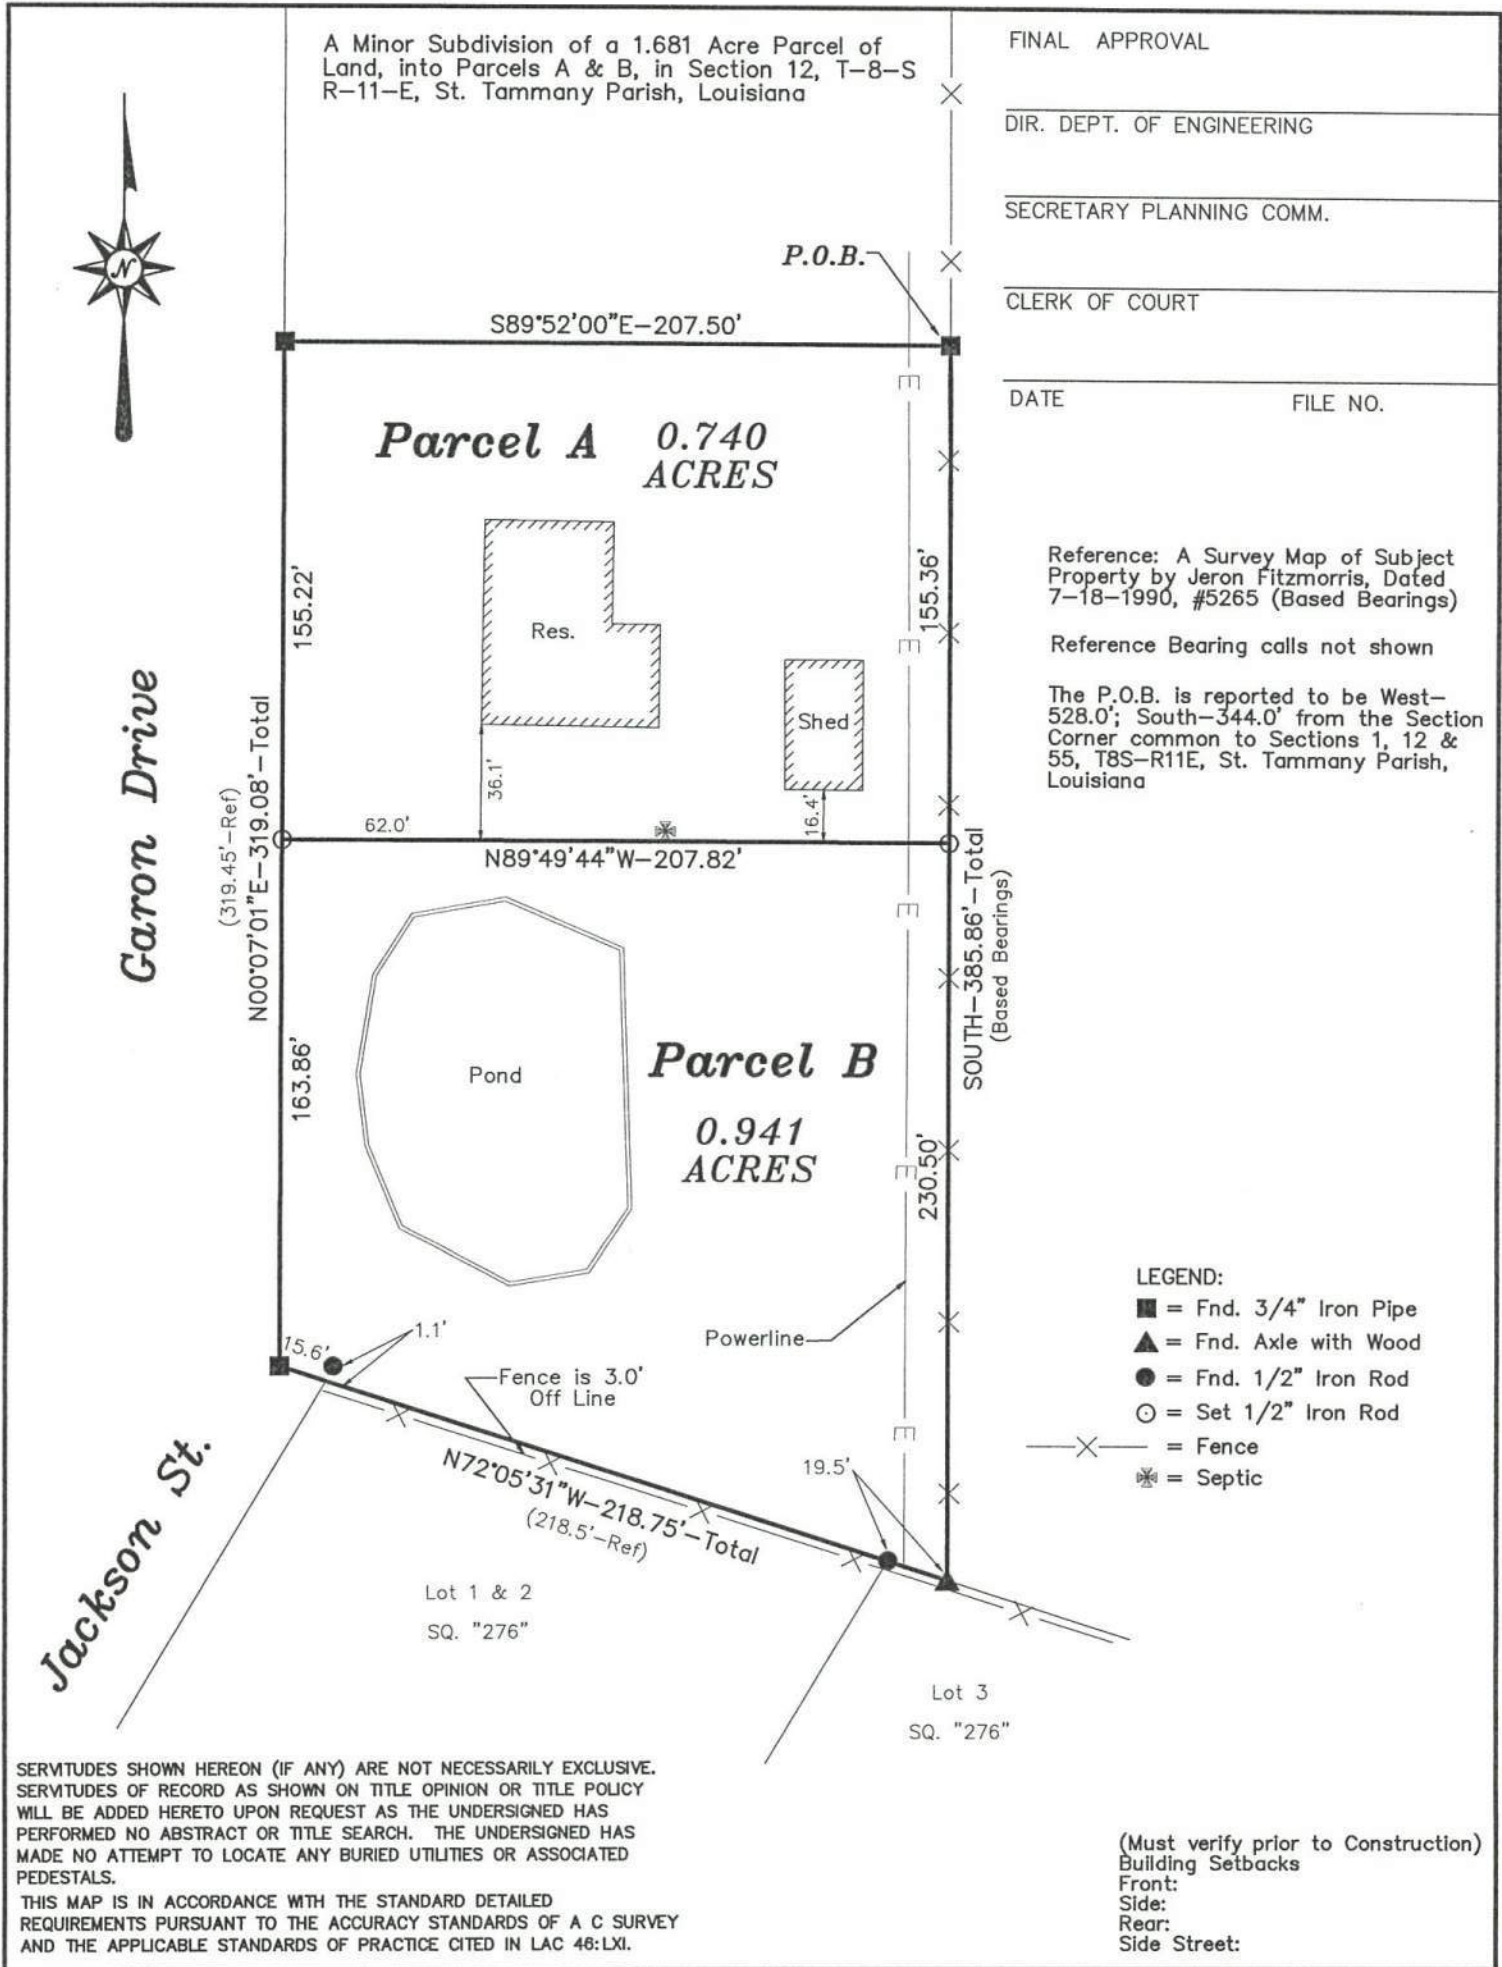 A Minor Subdivision of a 1.681 Acre Parcel of
Land, into Parcels A & B, in Section 12, T-8-S
R-11-E, St. Tammany Parish, Louisiana
FINAL APPROVAL
DIR. DEPT. OF ENGINEERING
SECRETARY PLANNING COMM.
CLERK OF COURT
DATE FILE NO.
N
P.O.B.
S89°52'00"E-207.50'
Parcel A 0.740
ACRES
155.22'
155.36'
Res.
Shed
E
E
Reference: A Survey Map of Subject
Property by Jeron Fitzmorris, Dated
7-18-1990, #5265 (Based Bearings)
Reference Bearing calls not shown
The P.O.B. is reported to be West-
528.0'; South-344.0' from the Section
Corner common to Sections 1, 12 &
55, T8S-R11E, St. Tammany Parish,
Louisiana
Garon Drive
(319.45'-Ref)
N00°07'01"E-319.08'-Total
36.1'
16.4'
62.0'
N89°49'44"W-207.82'
SOUTH-385.86'-Total
(Based Bearings)
E
Pond
Parcel B
0.941
ACRES
163.86'
230.50'
E
Powerline
15.6'
1.1'
Fence is 3.0'
Off Line
E
19.5'
N72°05'31"W-218.75'-Total
(218.5'-Ref)
Jackson St.
Lot 1 & 2
SQ. "276"
Lot 3
SQ. "276"
LEGEND:
= Fnd. 3/4" Iron Pipe
= Fnd. Axle with Wood
= Fnd. 1/2" Iron Rod
= Set 1/2" Iron Rod
= Fence
= Septic
SERVITUDES SHOWN HEREON (IF ANY) ARE NOT NECESSARILY EXCLUSIVE.
SERVITUDES OF RECORD AS SHOWN ON TITLE OPINION OR TITLE POLICY
WILL BE ADDED HERETO UPON REQUEST AS THE UNDERSIGNED HAS
PERFORMED NO ABSTRACT OR TITLE SEARCH. THE UNDERSIGNED HAS
MADE NO ATTEMPT TO LOCATE ANY BURIED UTILITIES OR ASSOCIATED
PEDESTALS.
THIS MAP IS IN ACCORDANCE WITH THE STANDARD DETAILED
REQUIREMENTS PURSUANT TO THE ACCURACY STANDARDS OF A C SURVEY
AND THE APPLICABLE STANDARDS OF PRACTICE CITED IN LAC 46:LXI.
(Must verify prior to Construction)
Building Setbacks
Front:
Side:
Rear:
Side Street: